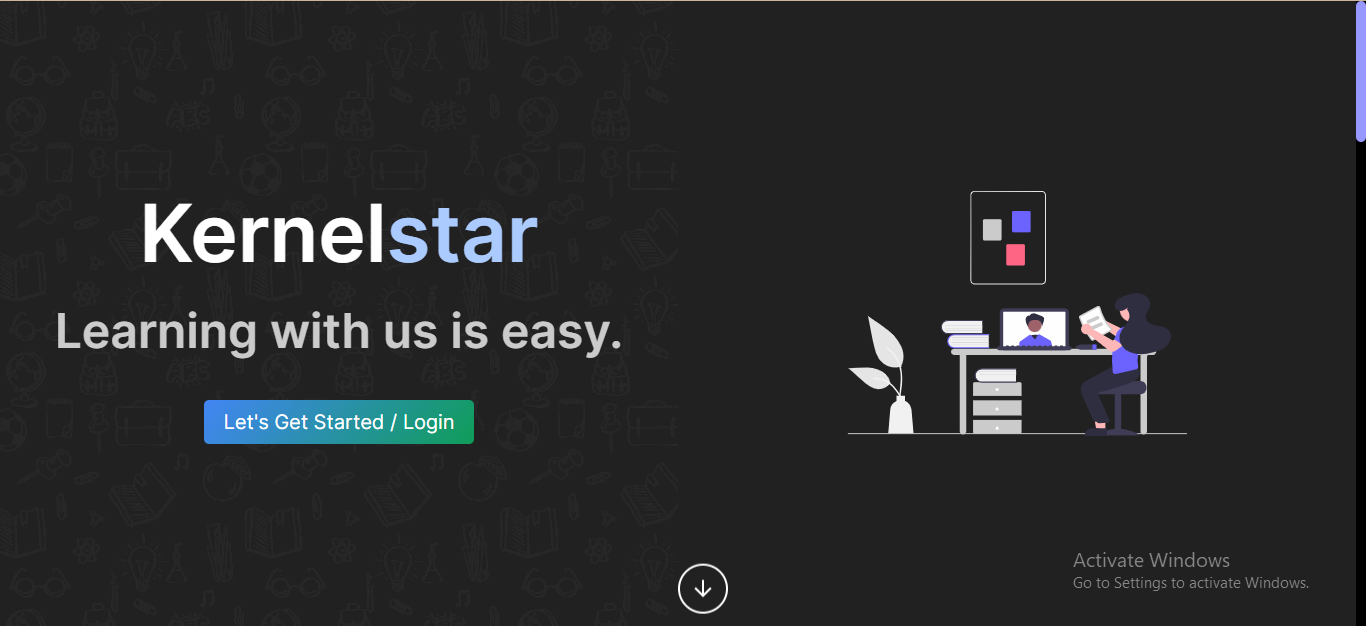 Kernelstar
Learning with us is easy.
Let's Get Started / Login
Activate Windows
Go to Settings to activate Windows.